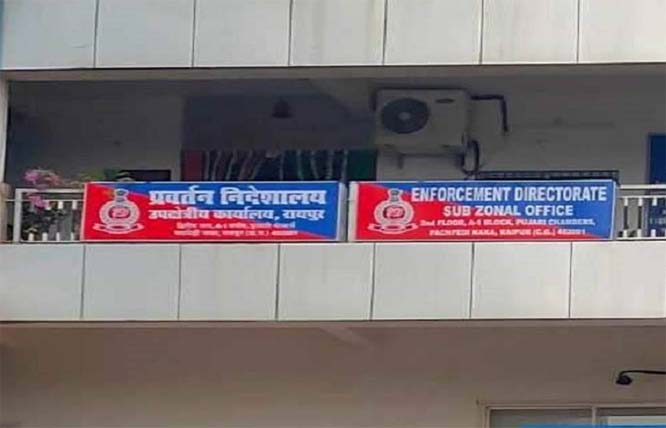 प्रवर्तन निदेशालय
उपक्षेत्रीय कार्यालय, रायपुर
ENFORCEMENT DIRECTORATE
SUB ZONAL OFFICE
2nd FLOOR, A-1 BLOCK, PUJARI CHAMBERS,
PACHPEDI NAKA, RAIPUR (C.G.) 492001